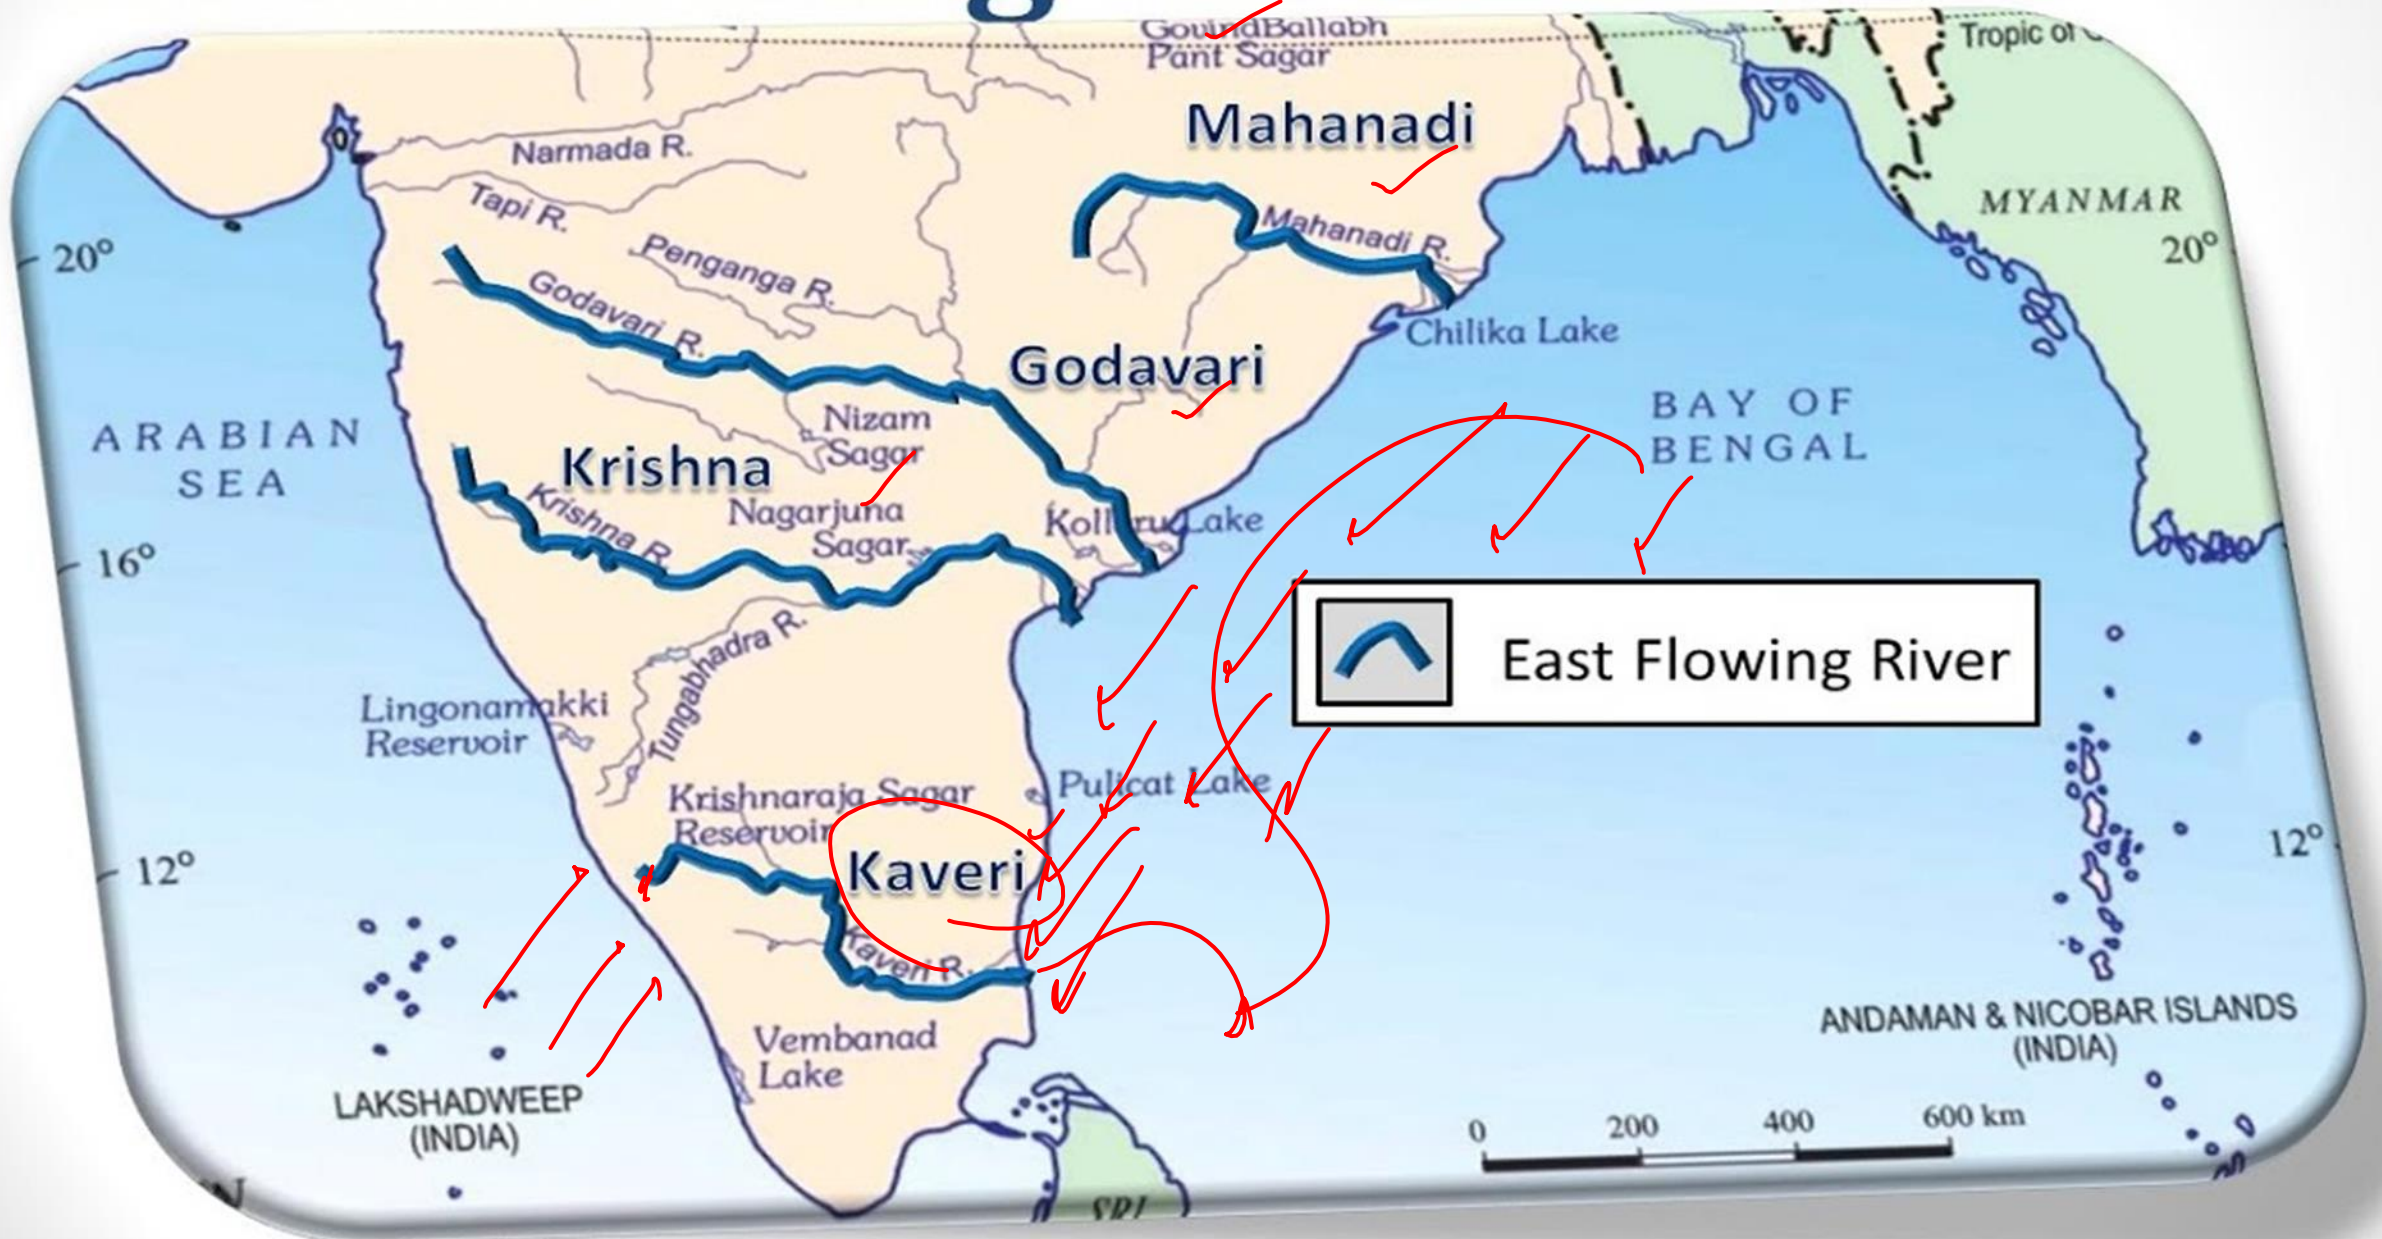 GovindBallabh
Pant Sagar
Tropic of
Mahanadi
Narmada R.
Tapi R.
Mahanadi R.
MYANMAR
20°
20°
Penganga R.
Godavari R.
Chilika Lake
Godavari
Nizam
Sagar
BAY OF
BENGAL
ARABIAN
SEA
Krishna
Krishna R.
Nagarjuna
Sagar
Kolleru Lake
16°
East Flowing River
Tungabhadra R.
Lingonamakki
Reservoir
Krishnaraja Sagar
Reservoir
Pulicat Lake
12°
12°
Kaveri
Kaveri R.
Vembanad
Lake
LAKSHADWEEP
(INDIA)
ANDAMAN & NICOBAR ISLANDS
(INDIA)
0 200 400 600 km
SRI